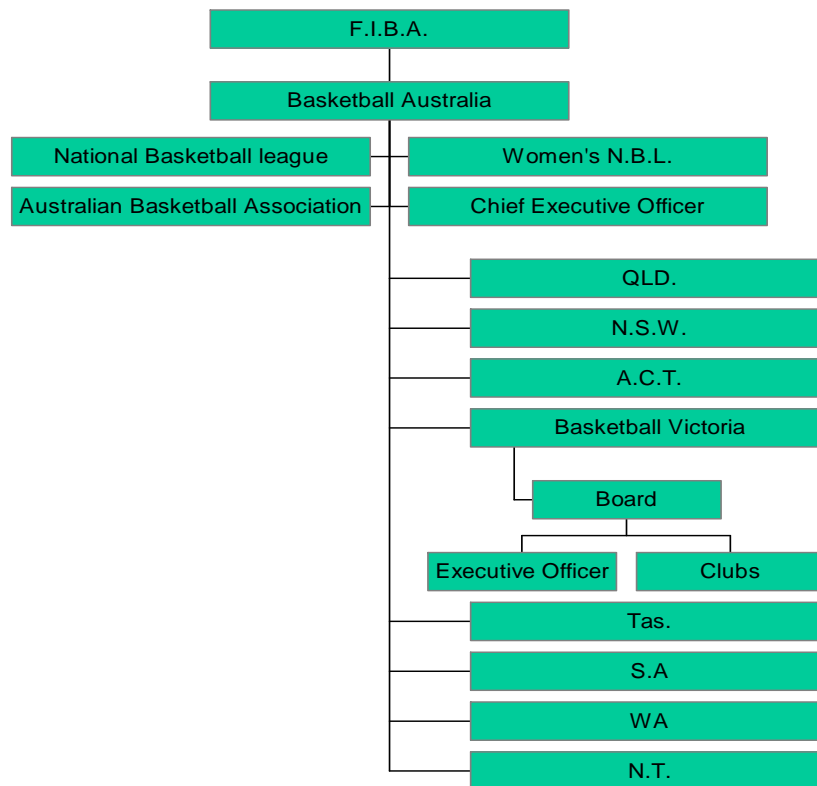 F.I.B.A.
Basketball Australia
National Basketball league
Women's N.B.L.
Australian Basketball Association
Chief Executive Officer
QLD.
N.S.W.
A.C.T.
Basketball Victoria
Board
Executive Officer
Clubs
Tas.
S.A
WA
N.T.